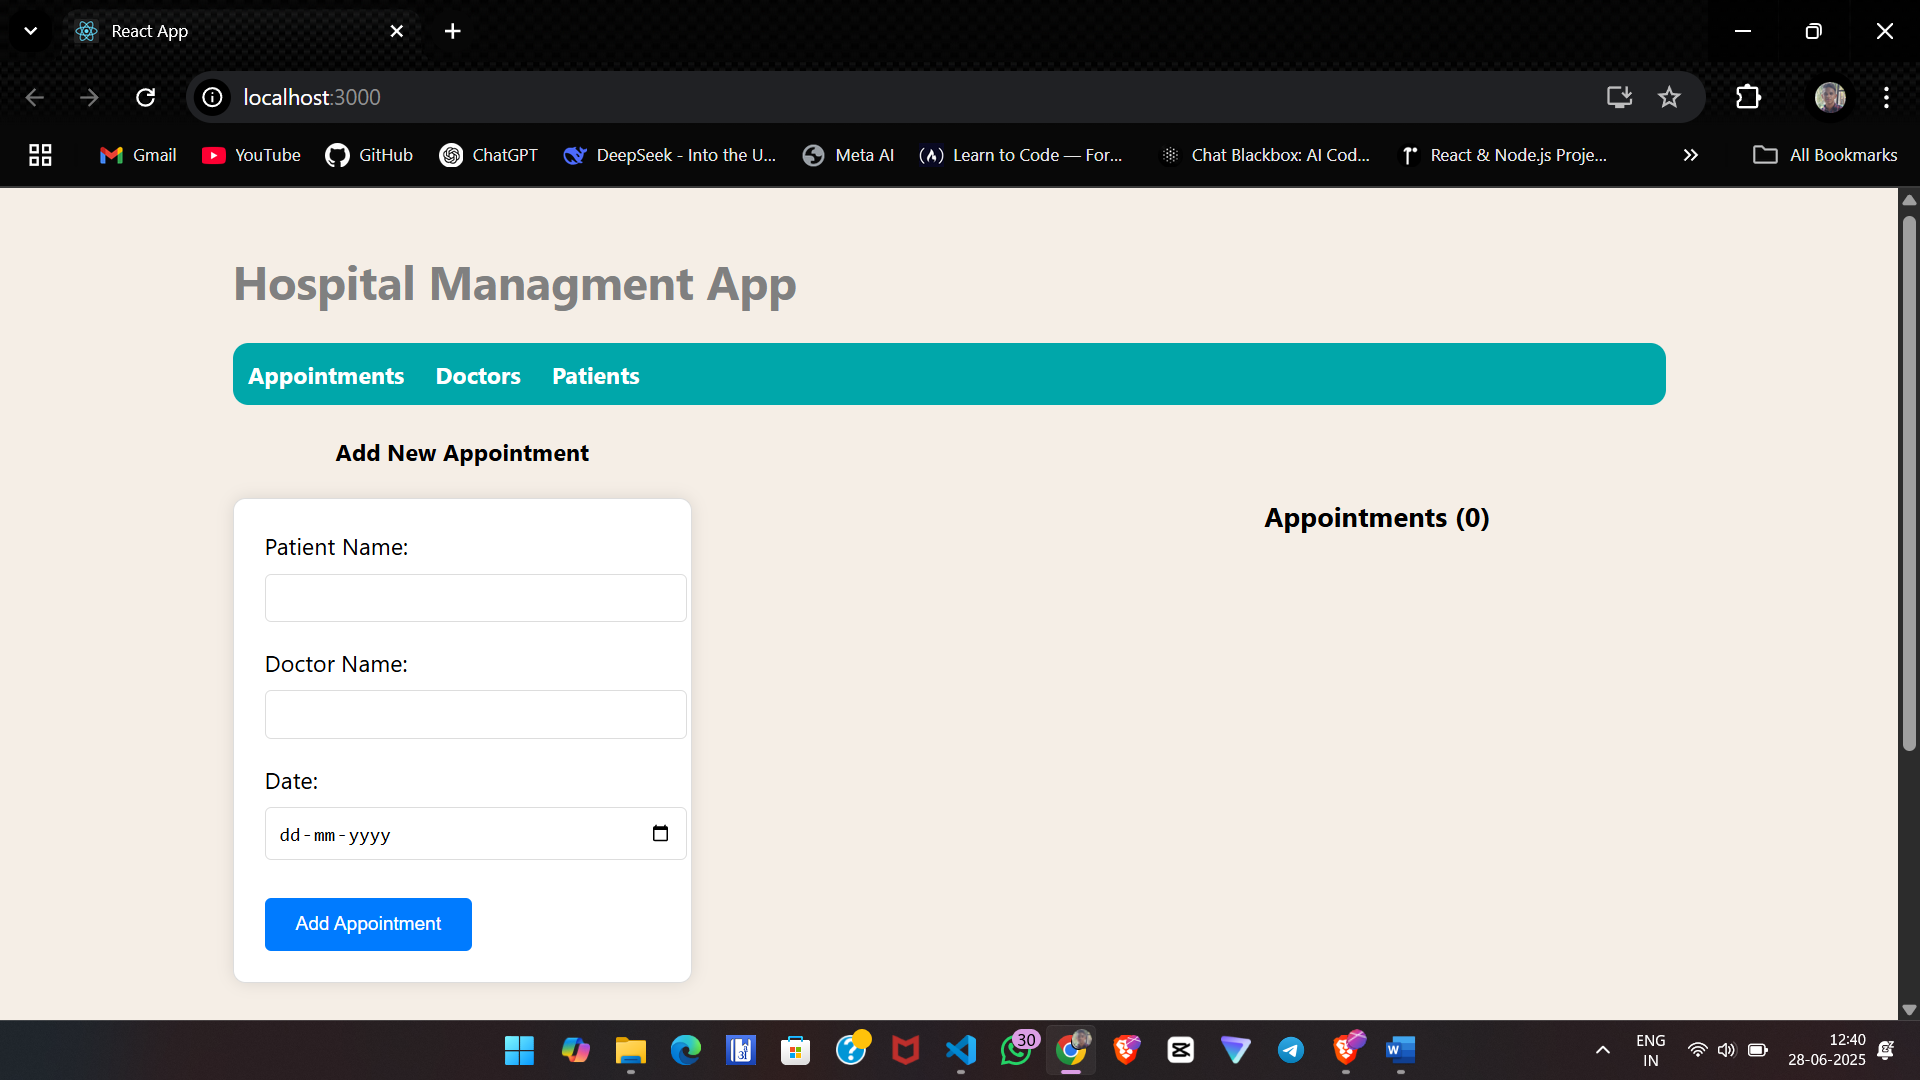 React App
localhost:3000
Gmail YouTube GitHub ChatGPT DeepSeek - Into the U... Meta AI Learn to Code — For... Chat Blackbox: AI Cod... React & Node.js Proje... All Bookmarks
Hospital Managment App
Appointments Doctors Patients
Add New Appointment
Appointments (0)
Patient Name:
Doctor Name:
Date:
dd-mm-yyyy
Add Appointment
31
30
W
ENG
IN
12:40
28-06-2025